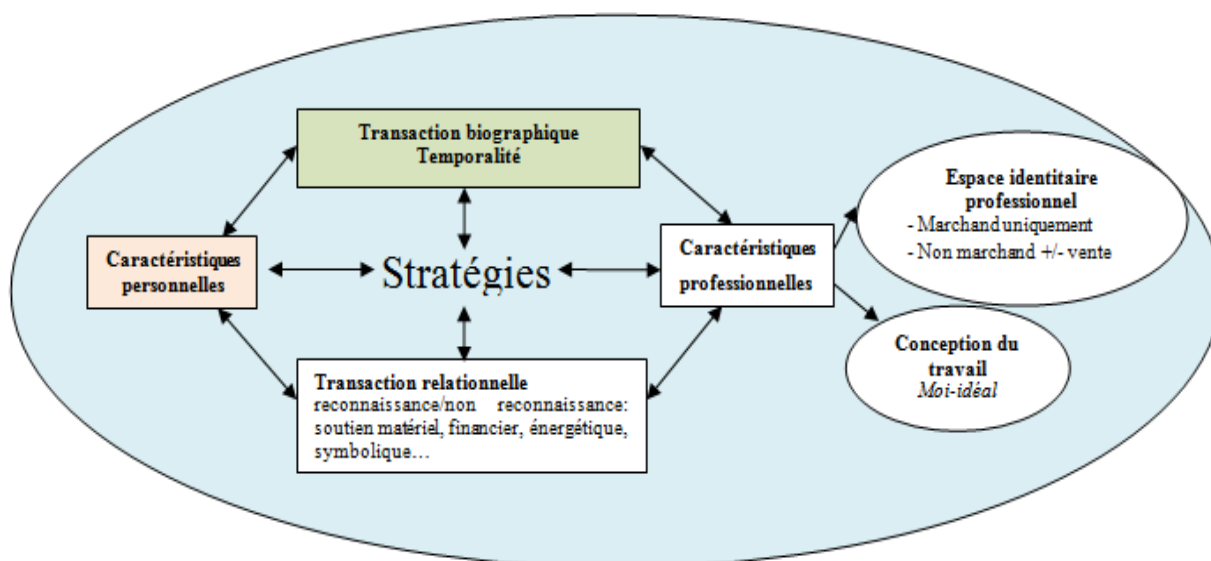 Transaction biographique
Temporalité
Espace identitaire
professionnel
- Marchand uniquement
- Non marchand +/- vente
Caractéristiques
personnelles
Stratégies
Caractéristiques
professionnelles
Transaction relationnelle
reconnaissance/non reconnaissance:
soutien matériel, financier, énergétique,
symbolique…
Conception du
travail
Moi-idéal